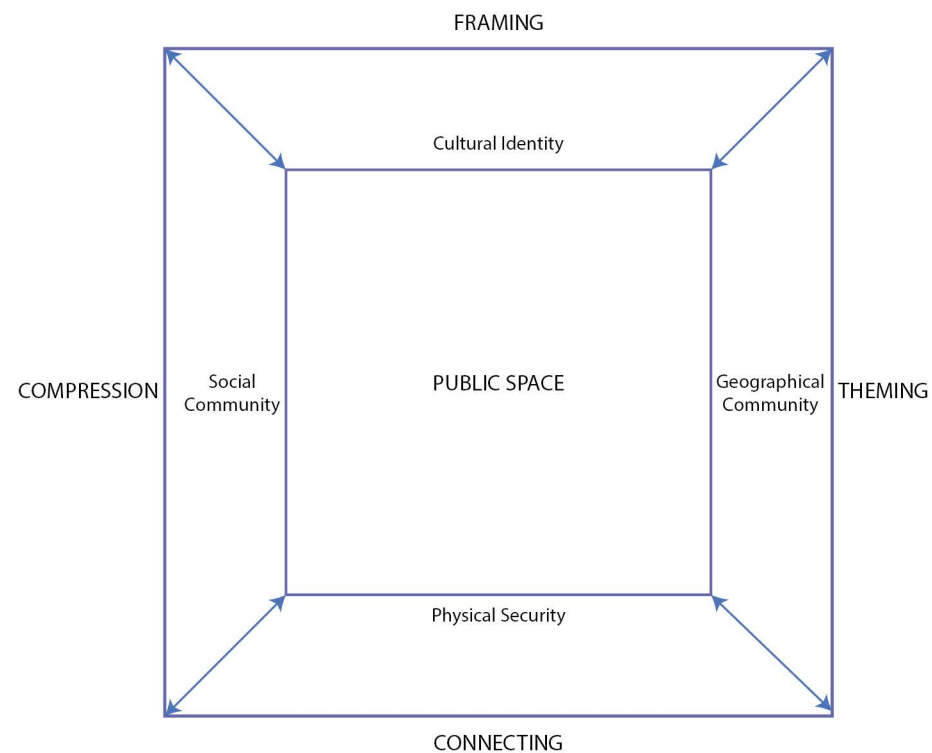 FRAMING
Cultural Identity
COMPRESSION
Social
Community
PUBLIC SPACE
Geographical
Community
THEMING
Physical Security
CONNECTING